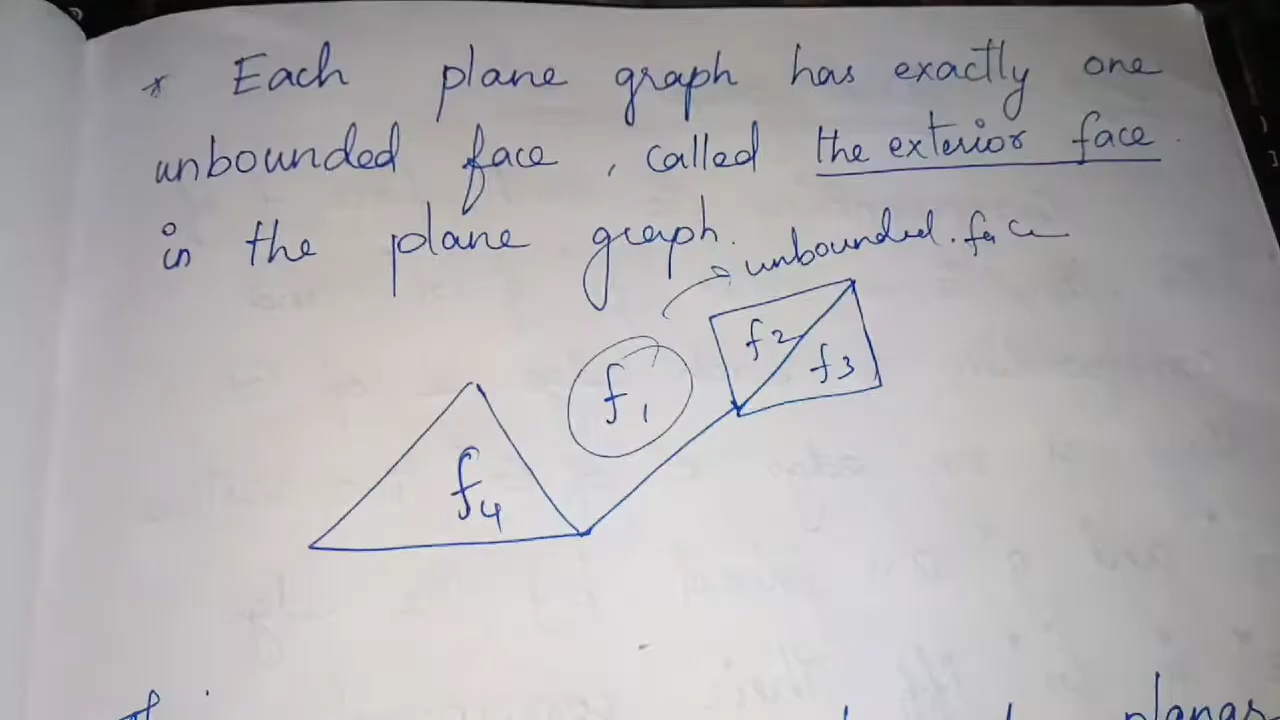 * Each plane graph has exactly one
unbounded face, called the exterior face.
in the plane graph.
unbounded face
f1
f2
f3
f4